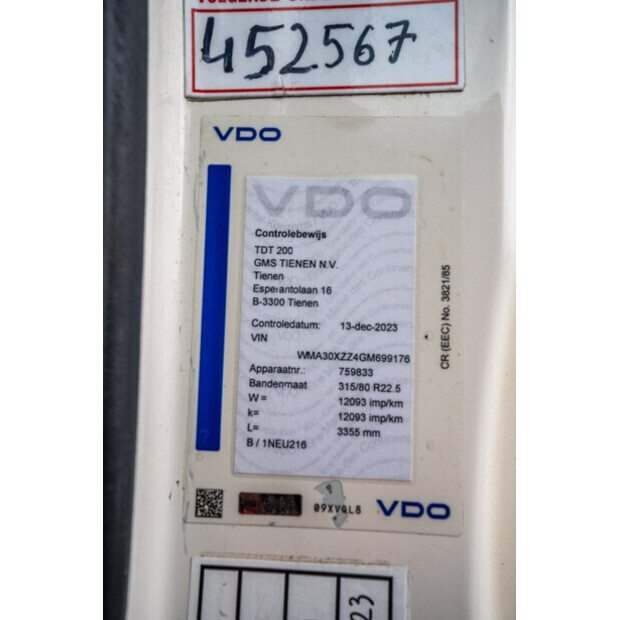 452567
VDO
VDO
Controlebewijs
TDT 200
GMS TIENEN N.V.
Tienen
Esperantolaan 16
B-3300 Tienen
Controledatum: 13-dec-2023
VIN
WMA30XZZ4GM699176
Apparaatnr.: 759833
Bandenmaat 315/80 R22.5
W= 12093 imp/km
k= 12093 imp/km
L= 3355 mm
B / 1NEU216
CR (EEC) No. 3821/85
09XVQL8
VDO
23